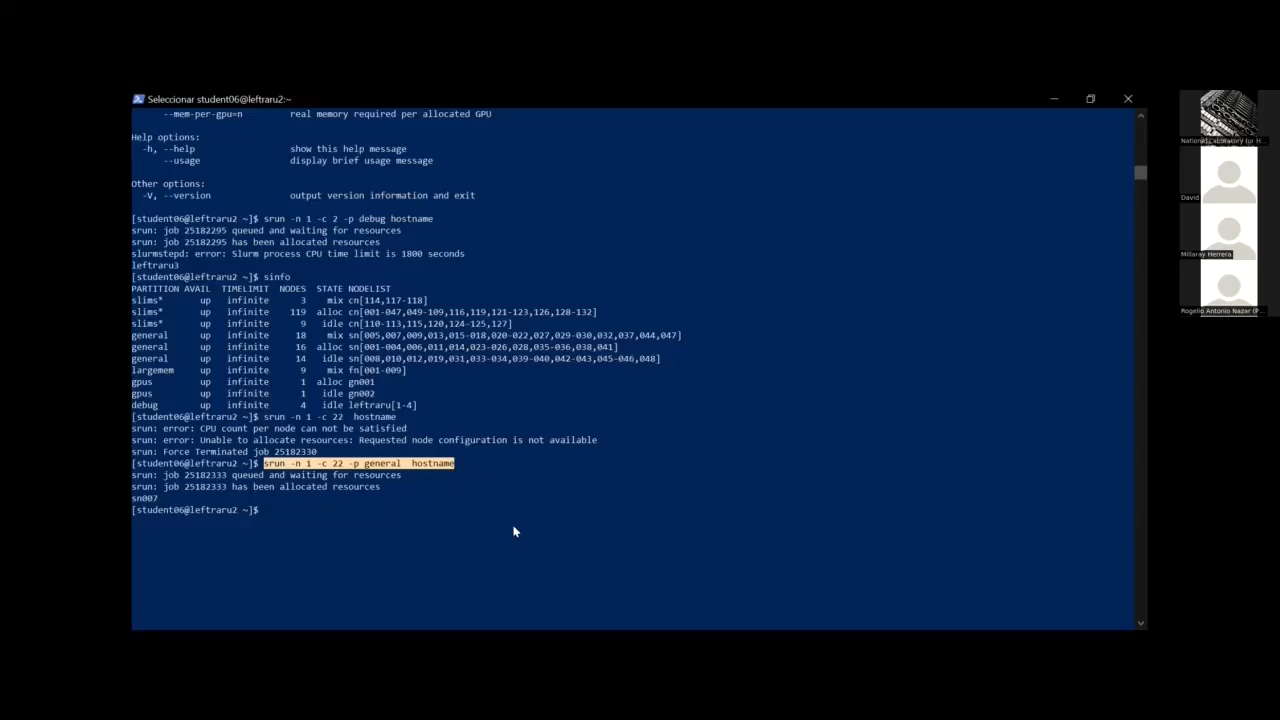 Seleccionar student06@leftraru2:~
--mem-per-gpu=n real memory required per allocated GPU
Help options:
-h, --help show this help message
--usage display brief usage message
Other options:
-V, --version output version information and exit
[student06@leftraru2 ~]$ srun -n 1 -c 2 -p debug hostname
srun: job 25182295 queued and waiting for resources
srun: job 25182295 has been allocated resources
slurmstepd: error: Slurm process CPU time limit is 1800 seconds
leftraru3
[student06@leftraru2 ~]$ sinfo
PARTITION AVAIL TIMELIMIT NODES STATE NODELIST
slims* up infinite 3 mix cn[114,117-118]
slims* up infinite 119 alloc cn[001-047,049-109,116,119,121-123,126,128-132]
slims* up infinite 9 idle cn[110-113,115,120,124-125,127]
general up infinite 18 mix sn[005,007,009,013,015-018,020-022,027,029-030,032,037,044,047]
general up infinite 16 alloc sn[001-004,006,011,014,023-026,028,035-036,038,041]
general up infinite 14 idle sn[008,010,012,019,031,033-034,039-040,042-043,045-046,048]
largemem up infinite 9 mix fn[001-009]
gpus up infinite 1 alloc gn001
gpus up infinite 1 idle gn002
debug up infinite 4 idle leftraru[1-4]
[student06@leftraru2 ~]$ srun -n 1 -c 22  hostname
srun: error: CPU count per node can not be satisfied
srun: error: Unable to allocate resources: Requested node configuration is not available
srun: Force Terminated job 25182330
[student06@leftraru2 ~]$ srun -n 1 -c 22 -p general  hostname
srun: job 25182333 queued and waiting for resources
srun: job 25182333 has been allocated resources
sn007
[student06@leftraru2 ~]$
National Laboratory for H...
David
Millaray Herrera
Rogelio Antonio Nazar (P...